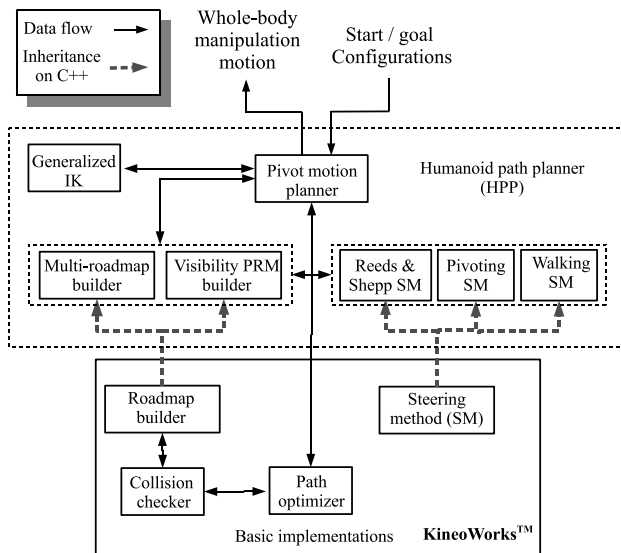 Data flow
Inheritance
on C++
Whole-body
manipulation
motion
Start / goal
Configurations
Generalized
IK
Pivot motion
planner
Humanoid path planner
(HPP)
Multi-roadmap
builder
Visibility PRM
builder
Reeds &
Shepp SM
Pivoting
SM
Walking
SM
Roadmap
builder
Steering
method (SM)
Collision
checker
Path
optimizer
Basic implementations
KineoWorks™